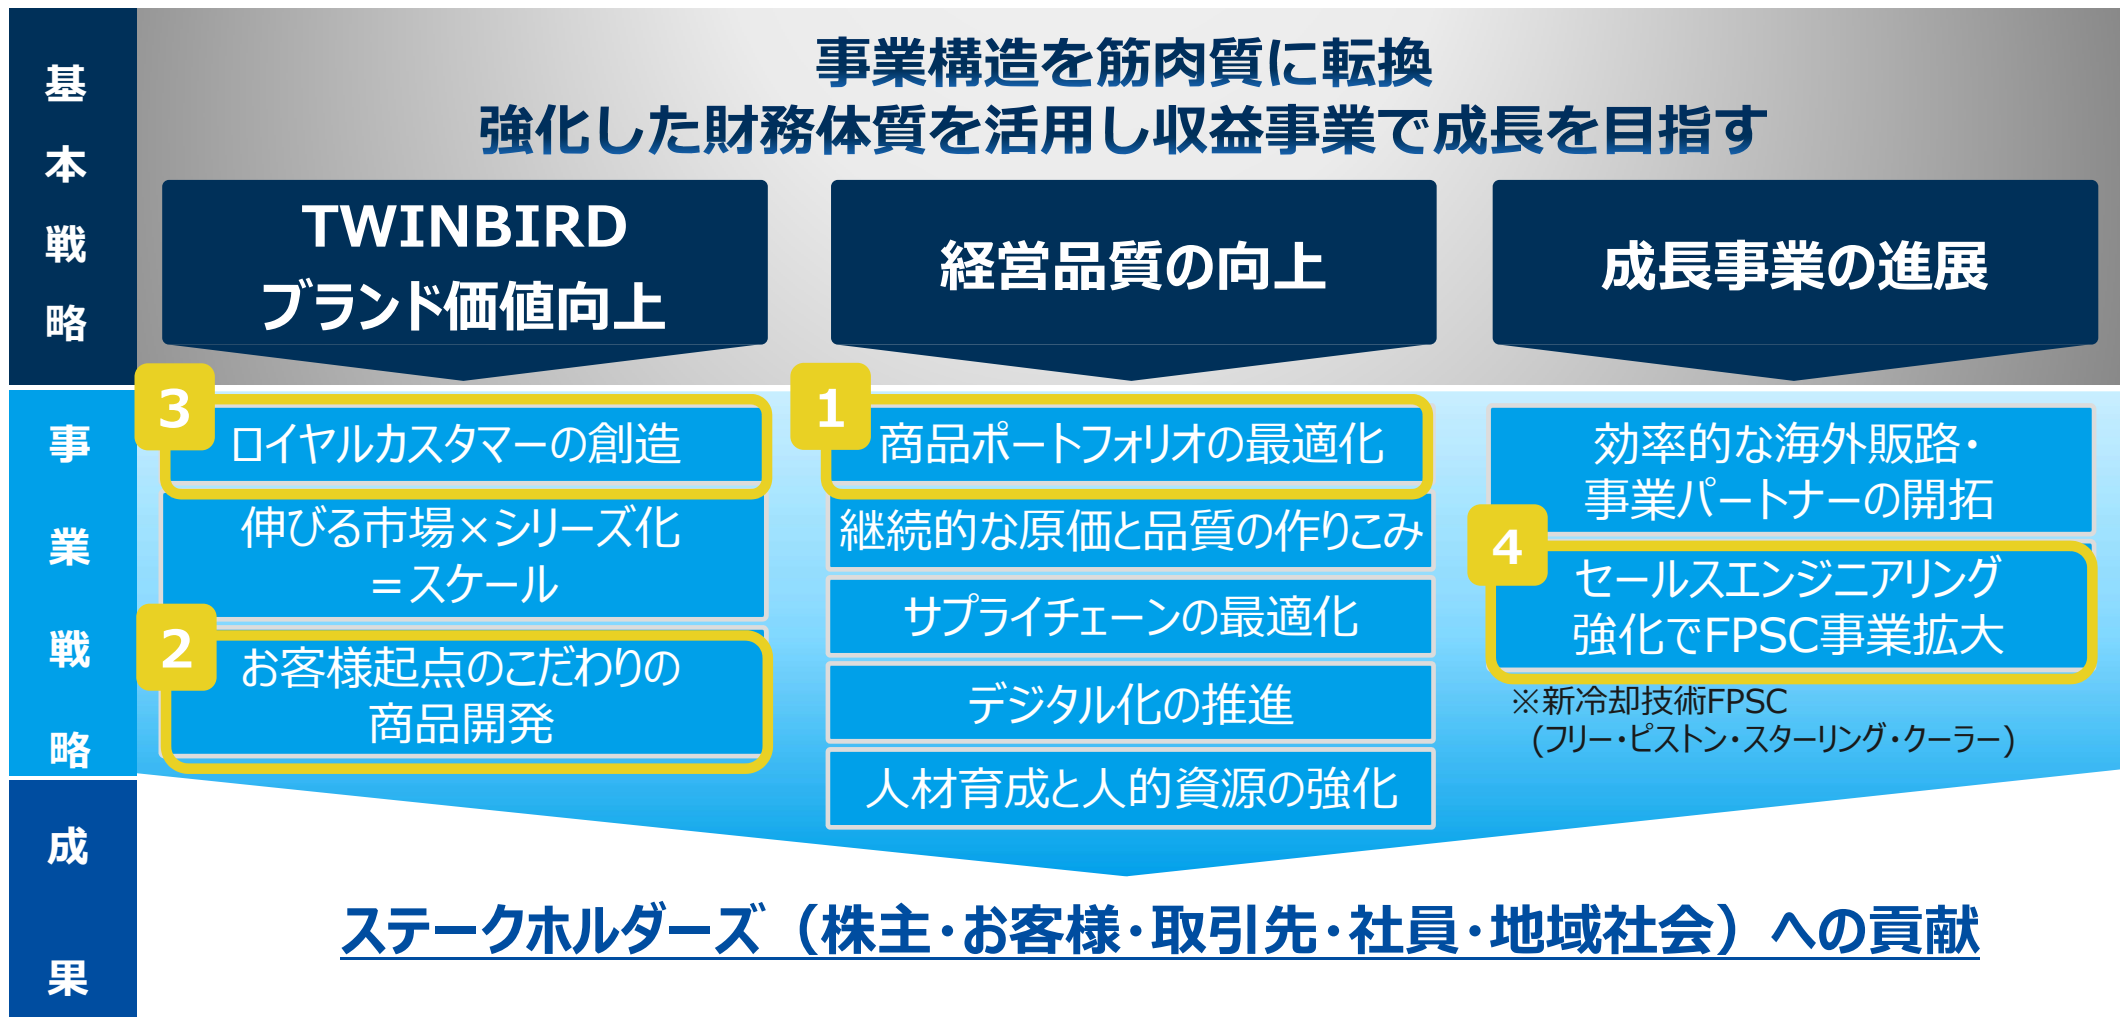 基本戦略
事業構造を筋肉質に転換
強化した財務体質を活用し収益事業で成長を目指す
TWINBIRD
ブランド価値向上
経営品質の向上
成長事業の進展
事業戦略
3
ロイヤルカスタマーの創造
伸びる市場×シリーズ化
=スケール
2
お客様起点のこだわりの
商品開発
1
商品ポートフォリオの最適化
継続的な原価と品質の作りこみ
サプライチェーンの最適化
デジタル化の推進
人材育成と人的資源の強化
効率的な海外販路・
事業パートナーの開拓
4
セールスエンジニアリング
強化でFPSC事業拡大
※新冷却技術FPSC
(フリー・ピストン・スターリング・クーラー)
成果
ステークホルダーズ（株主・お客様・取引先・社員・地域社会）への貢献